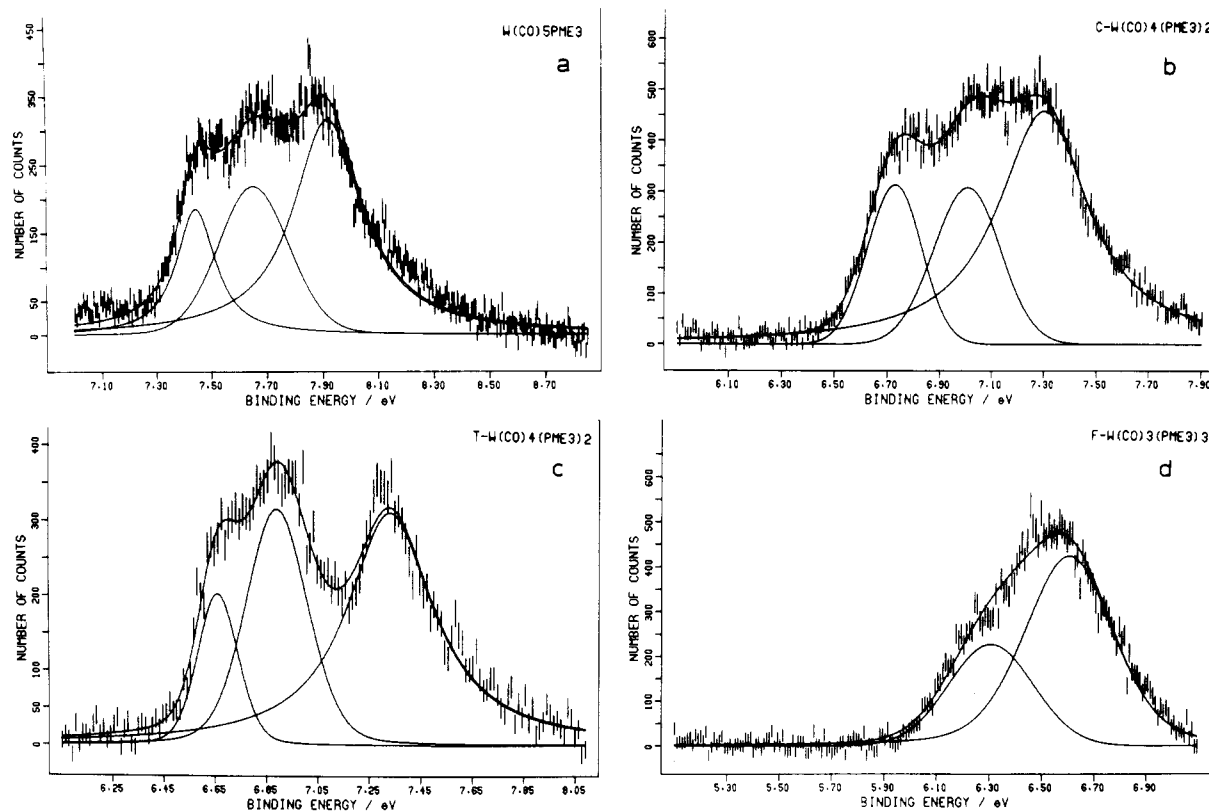 W(CO)5PME3
a
NUMBER OF COUNTS
450
350
250
150
50
0
7.10 7.30 7.50 7.70 7.90 8.10 8.30 8.50 8.70
BINDING ENERGY / eV
C-W(CO)4(PME3)2
b
NUMBER OF COUNTS
600
500
400
300
200
100
0
6.10 6.30 6.50 6.70 6.90 7.10 7.30 7.50 7.70 7.90
BINDING ENERGY / eV
T-W(CO)4(PME3)2
c
NUMBER OF COUNTS
400
300
200
100
50
0
6.25 6.45 6.65 6.85 7.05 7.25 7.45 7.65 7.85 8.05
BINDING ENERGY / eV
F-W(CO)3(PME3)3
d
NUMBER OF COUNTS
600
500
400
300
200
100
0
5.30 5.50 5.70 5.90 6.10 6.30 6.50 6.70 6.90
BINDING ENERGY / eV